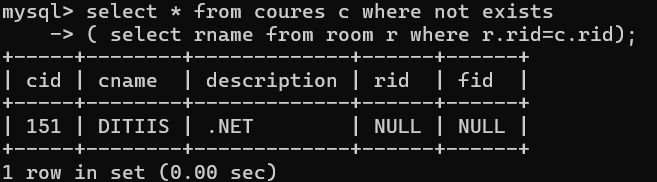 mysql> select * from coures c where not exists
    -> ( select rname from room r where r.rid=c.rid);
+-----+--------+-------------+------+------+
| cid | cname  | description | rid  | fid  |
+-----+--------+-------------+------+------+
| 151 | DITIIS | .NET        | NULL | NULL |
+-----+--------+-------------+------+------+
1 row in set (0.00 sec)